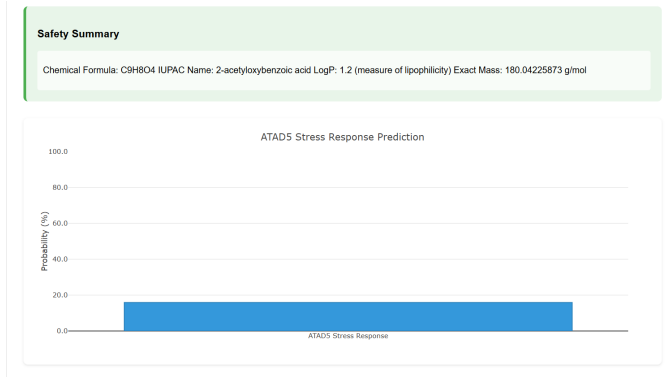 Safety Summary
Chemical Formula: C9H8O4 IUPAC Name: 2-acetyloxybenzoic acid LogP: 1.2 (measure of lipophilicity) Exact Mass: 180.04225873 g/mol
ATAD5 Stress Response Prediction
100.0
80.0
60.0
40.0
20.0
0.0
Probability (%)
ATAD5 Stress Response